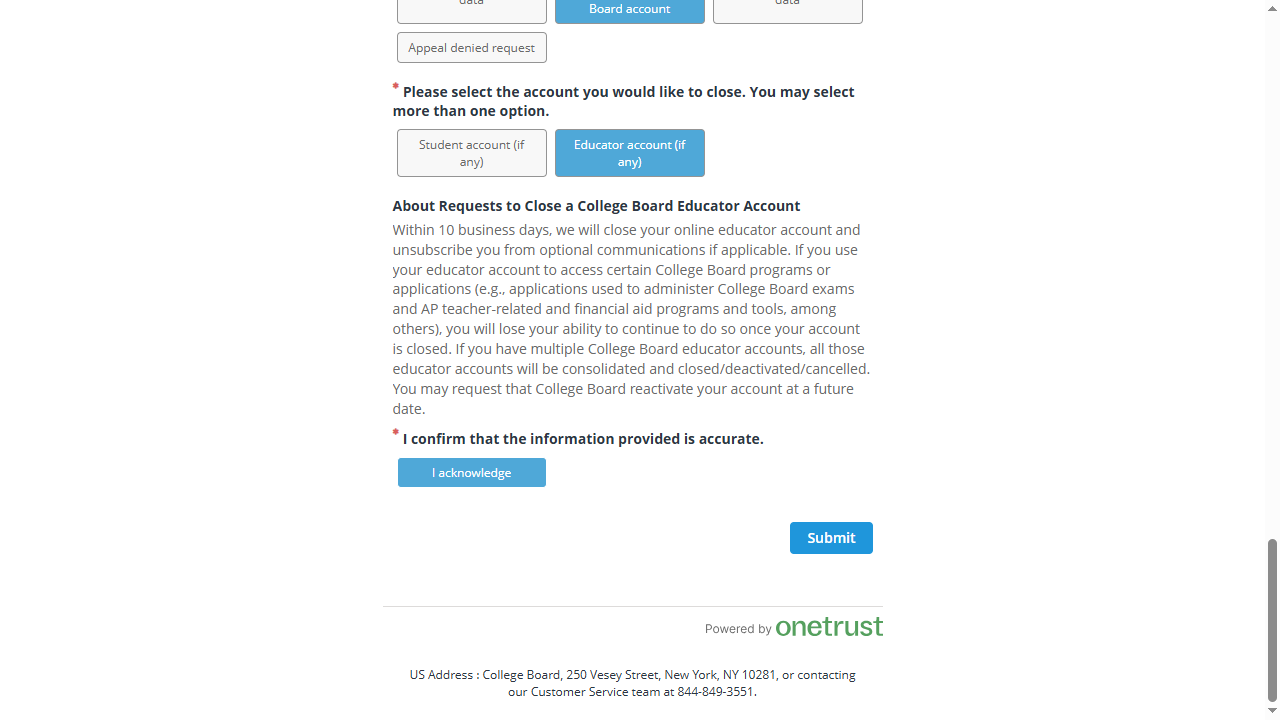 data
Board account
data
Appeal denied request
* Please select the account you would like to close. You may select
more than one option.
Student account (if
any)
Educator account (if
any)
About Requests to Close a College Board Educator Account
Within 10 business days, we will close your online educator account and
unsubscribe you from optional communications if applicable. If you use
your educator account to access certain College Board programs or
applications (e.g., applications used to administer College Board exams
and AP teacher-related and financial aid programs and tools, among
others), you will lose your ability to continue to do so once your account
is closed. If you have multiple College Board educator accounts, all those
educator accounts will be consolidated and closed/deactivated/cancelled.
You may request that College Board reactivate your account at a future
date.
* I confirm that the information provided is accurate.
I acknowledge
Submit
Powered by onetrust
US Address : College Board, 250 Vesey Street, New York, NY 10281, or contacting
our Customer Service team at 844-849-3551.